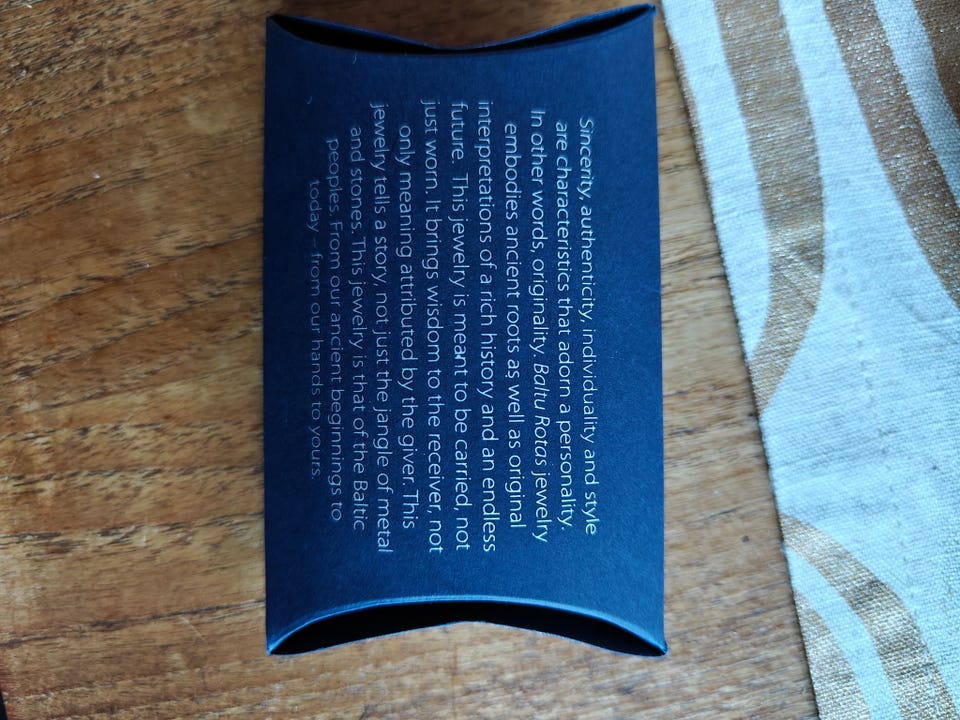 Sincerity, authenticity, individuality and style
are characteristics that adorn a personality.
In other words, originality. Baltu Rotas jewelry
embodies ancient roots as well as original
interpretations of a rich history and an endless
future. This jewelry is meant to be carried, not
just worn. It brings wisdom to the receiver, not
only meaning attributed by the giver. This
jewelry tells a story, not just the jangle of metal
and stones. This jewelry is that of the Baltic
peoples. From our ancient beginnings to
today – from our hands to yours.